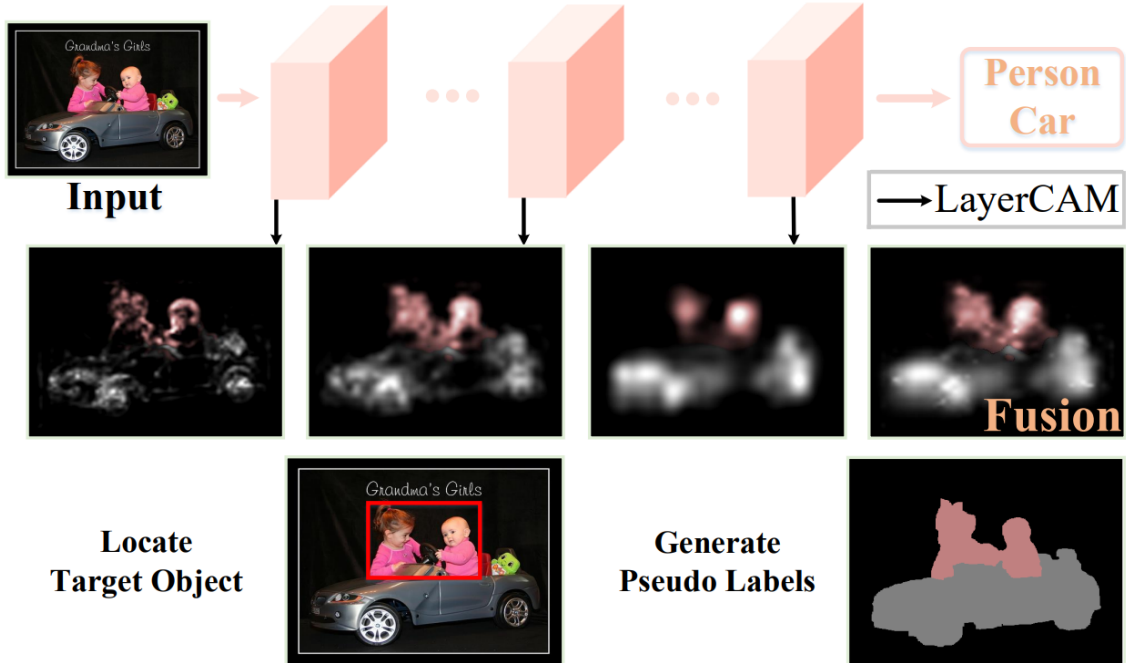 Grandma's Girls
Person
Car
Input
LayerCAM
Fusion
Grandma's Girls
Locate
Target Object
Generate
Pseudo Labels